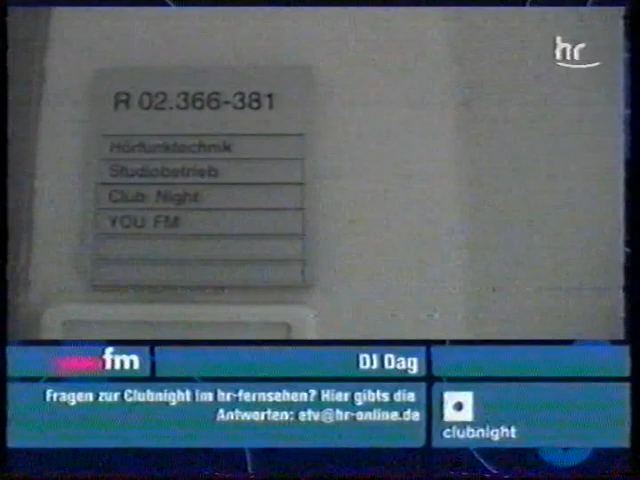 hr
R 02.366-381
Hörfunktechnik
Studiobetrieb
Club Night
YOU FM
fm
DJ Dag
Fragen zur Clubnight im hr-fernsehen? Hier gibts die
Antworten: etv@hr-online.de
clubnight